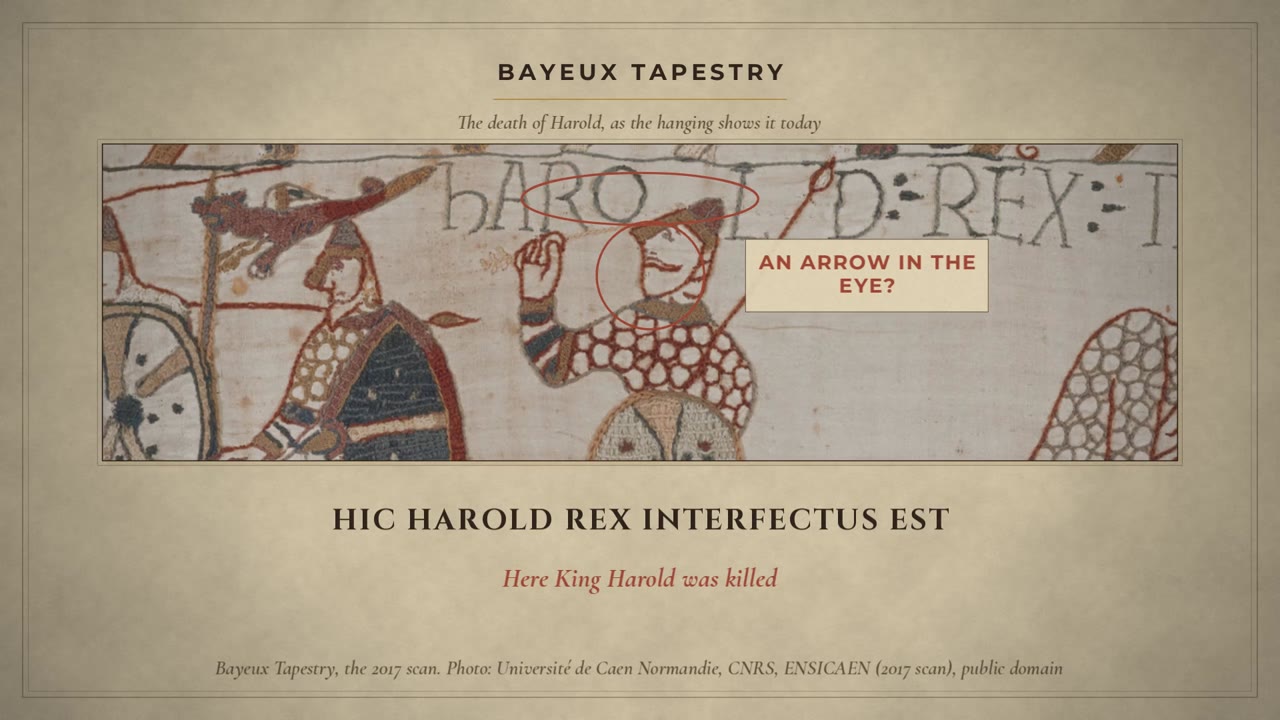 BAYEUX TAPESTRY
The death of Harold, as the hanging shows it today
hARO L D:REX: I
AN ARROW IN THE
EYE?
HIC HAROLD REX INTERFECTUS EST
Here King Harold was killed
Bayeux Tapestry, the 2017 scan. Photo: Université de Caen Normandie, CNRS, ENSICAEN (2017 scan), public domain